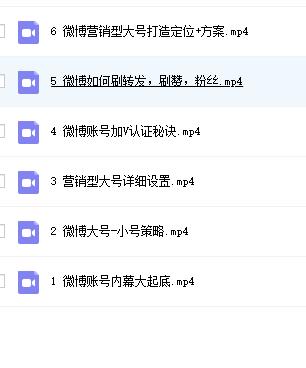 6 微博营销型大号打造定位+方案.mp4
5 微博如何刷转发，刷赞，粉丝.mp4
4 微博账号加V认证秘诀.mp4
3 营销型大号详细设置.mp4
2 微博大号-小号策略.mp4
1 微博账号内幕大起底.mp4